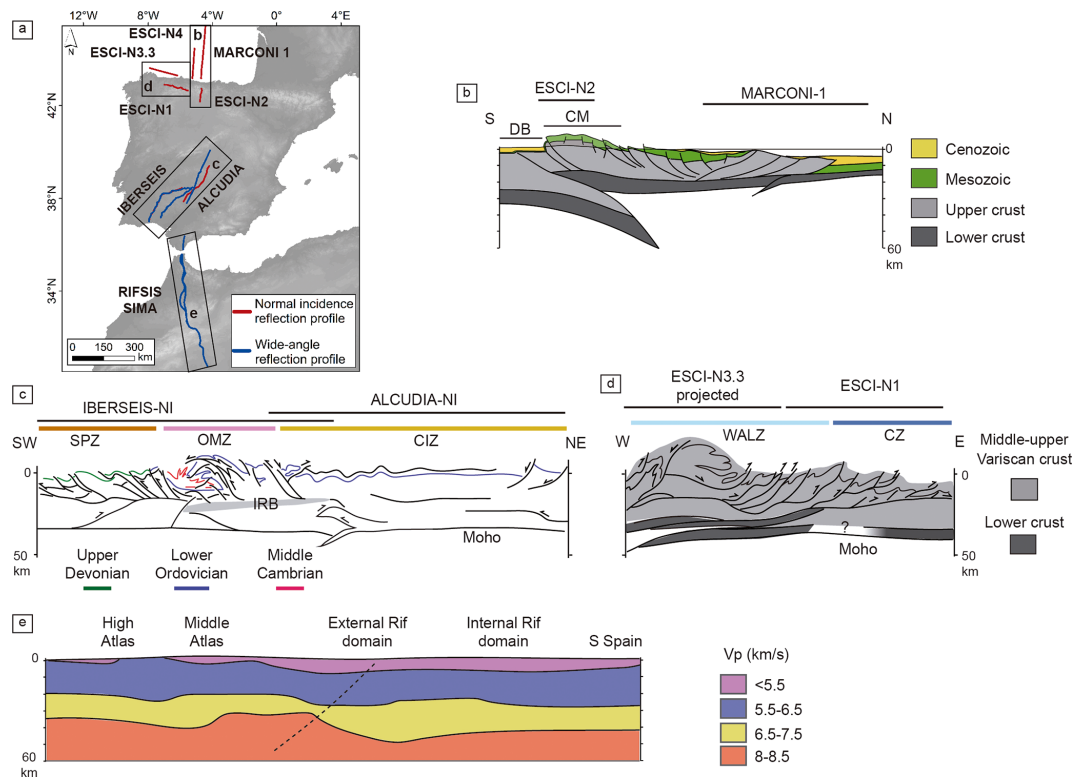 a
12°W
8°W
4°W
0°
4°E
N
ESCI-N4
b
ESCI-N3.3
MARCONI 1
d
ESCI-N1
ESCI-N2
42°N
38°N
34°N
IBERSEIS
c
ALCUDIA
RIFSIS
SIMA
e
Normal incidence
reflection profile
Wide-angle
reflection profile
0 150 300
km
b
ESCI-N2
MARCONI-1
S
DB
CM
N
0
60
km
Cenozoic
Mesozoic
Upper crust
Lower crust
c
IBERSEIS-NI
ALCUDIA-NI
SW
SPZ
OMZ
CIZ
NE
0
0
IRB
Moho
50
km
50
km
Upper
Devonian
Lower
Ordovician
Middle
Cambrian
d
ESCI-N3.3
projected
ESCI-N1
W
WALZ
CZ
E
0
0
?
Moho
50
km
50
km
Middle-upper
Variscan crust
Lower crust
e
High
Atlas
Middle
Atlas
External Rif
domain
Internal Rif
domain
S Spain
0
60
km
Vp (km/s)
<5.5
5.5-6.5
6.5-7.5
8-8.5